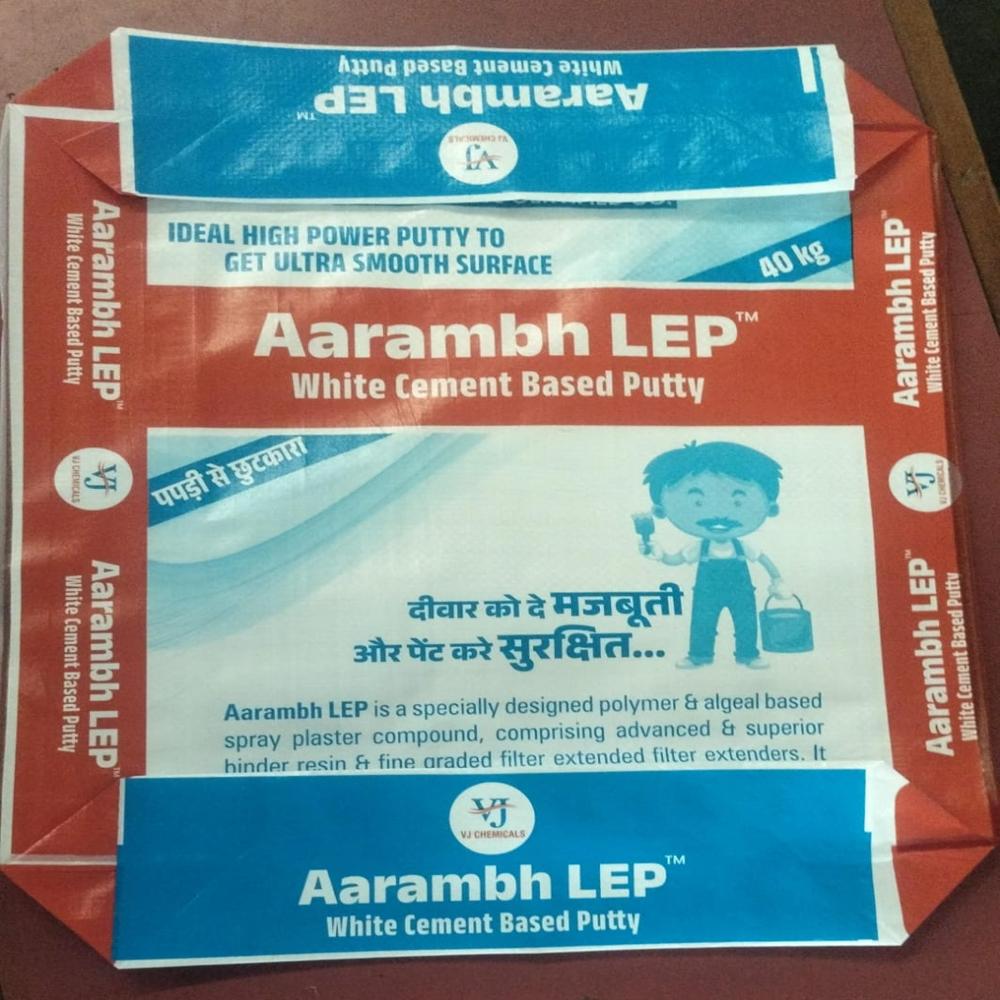 White Cement Based Putty
Aarambh LEP™
VJ CHEMICALS
VJ
IDEAL HIGH POWER PUTTY TO
GET ULTRA SMOOTH SURFACE
40 kg
Aarambh LEP™
White Cement Based Putty
पपड़ी से छुटकारा
दीवार को दे मजबूती
और पेंट करे सुरक्षित...
Aarambh LEP is a specially designed polymer & algeal based
spray plaster compound, comprising advanced & superior
binder resin & fine graded filter extended filter extenders. It
VJ
VJ CHEMICALS
Aarambh LEP™
White Cement Based Putty
Aarambh LEP™
White Cement Based Putty
VJ
VJ CHEMICALS
Aarambh LEP™
White Cement Based Putty
Aarambh LEP™
White Cement Based Putty
VJ
VJ CHEMICALS
Aarambh LEP™
White Cement Based Putty